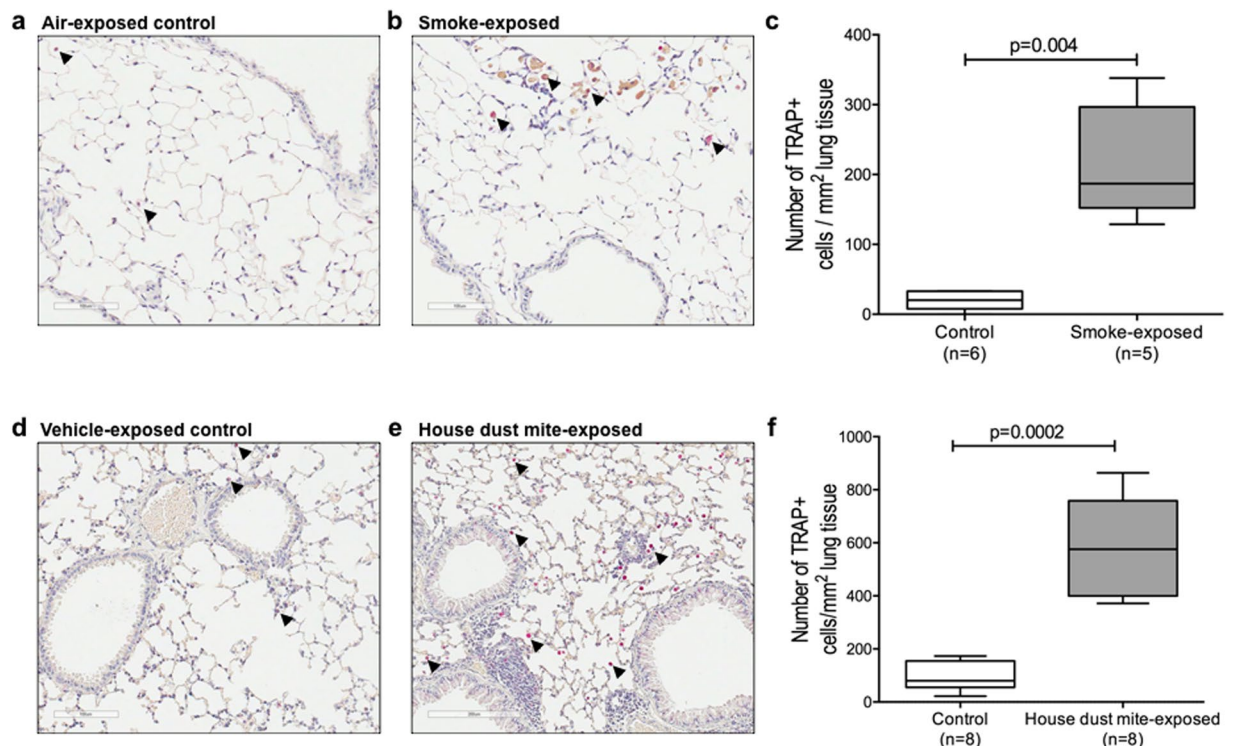 a Air-exposed control
b Smoke-exposed
c
Number of TRAP+
cells / mm² lung tissue
400
300
200
100
0
p=0.004
Control
(n=6)
Smoke-exposed
(n=5)
d Vehicle-exposed control
e House dust mite-exposed
f
Number of TRAP+
cells/mm² lung tissue
1000
800
600
400
200
0
p=0.0002
Control
(n=8)
House dust mite-exposed
(n=8)